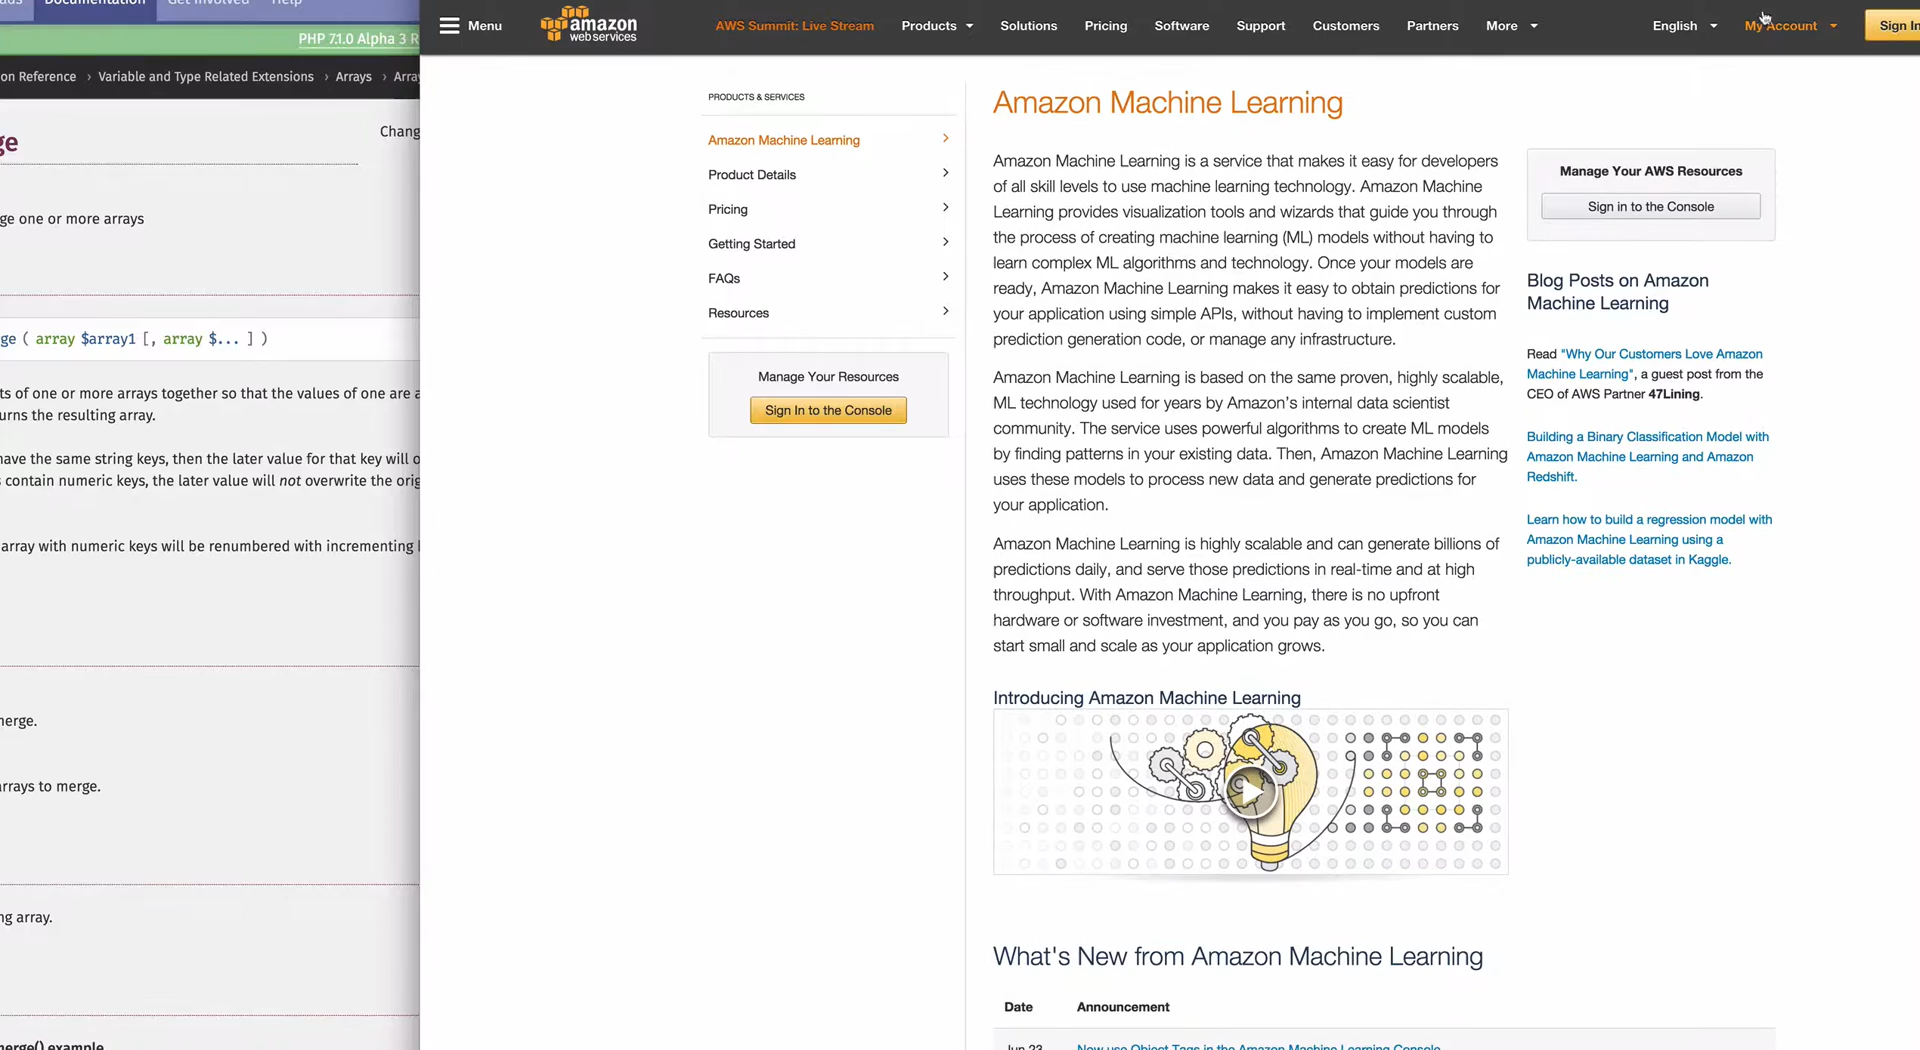 Documentation
Get Involved
Help
PHP 7.1.0 Alpha 3 R
on Reference › Variable and Type Related Extensions › Arrays › Array
Chang
ge
ge one or more arrays
ge ( array $array1 [, array $... ] )
ts of one or more arrays together so that the values of one are a
urns the resulting array.
have the same string keys, then the later value for that key will o
contain numeric keys, the later value will not overwrite the orig
array with numeric keys will be renumbered with incrementing
merge.
rrays to merge.
ng array.
merge() example
Menu
amazon
web services
AWS Summit: Live Stream
Products
Solutions
Pricing
Software
Support
Customers
Partners
More
English
My Account
Sign In
PRODUCTS & SERVICES
Amazon Machine Learning
Product Details
Pricing
Getting Started
FAQs
Resources
Manage Your Resources
Sign In to the Console
Amazon Machine Learning
Amazon Machine Learning is a service that makes it easy for developers
of all skill levels to use machine learning technology. Amazon Machine
Learning provides visualization tools and wizards that guide you through
the process of creating machine learning (ML) models without having to
learn complex ML algorithms and technology. Once your models are
ready, Amazon Machine Learning makes it easy to obtain predictions for
your application using simple APIs, without having to implement custom
prediction generation code, or manage any infrastructure.
Amazon Machine Learning is based on the same proven, highly scalable,
ML technology used for years by Amazon’s internal data scientist
community. The service uses powerful algorithms to create ML models
by finding patterns in your existing data. Then, Amazon Machine Learning
uses these models to process new data and generate predictions for
your application.
Amazon Machine Learning is highly scalable and can generate billions of
predictions daily, and serve those predictions in real-time and at high
throughput. With Amazon Machine Learning, there is no upfront
hardware or software investment, and you pay as you go, so you can
start small and scale as your application grows.
Introducing Amazon Machine Learning
What's New from Amazon Machine Learning
Date
Announcement
Jun 23
Now use Object Tags in the Amazon Machine Learning Console
Manage Your AWS Resources
Sign in to the Console
Blog Posts on Amazon
Machine Learning
Read "Why Our Customers Love Amazon
Machine Learning", a guest post from the
CEO of AWS Partner 47Lining.
Building a Binary Classification Model with
Amazon Machine Learning and Amazon
Redshift.
Learn how to build a regression model with
Amazon Machine Learning using a
publicly-available dataset in Kaggle.